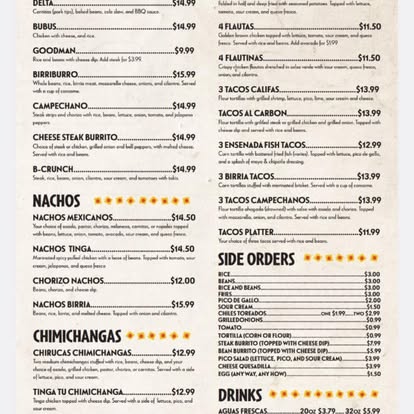 DELTA $14.99
Carnitas (pork tips), baked beans, cole slaw, and BBQ sauce.
BUBUS $14.99
Chicken with cheese, and rice.
GOODMAN $9.99
Rice and beans with cheese dip. Add steak for $3.99.
BIRRIBURRO $15.99
Whole beans, rice, birria meat, mozzarella cheese, onions, and cilantro. Served with a cup of consome.
CAMPECHANO $14.99
Steak strips and chorizo with rice, beans, lettuce, onion, tomato, and jalapeno peppers.
CHEESE STEAK BURRITO $14.99
Choice of steak or chicken, grilled onion and bell peppers, with melted cheese. Served with rice and beans.
B-CRUNCH $14.99
Steak, rice, beans, onion, cilantro, sour cream, and tomatoes with takis.
NACHOS
NACHOS MEXICANOS $14.50
Your choice of asada, pastor, chorizo, milanesa, carnitas, or rajades topped with beans, lettuce, onion, tomato, avocado, sour cream, and queso fresco.
NACHOS TINGA $14.50
Marinated spicy pulled chicken with a base of beans. Topped with tomato, sour cream, jalapenos, and queso fresco
CHORIZO NACHOS $12.00
Beans, chorizo, and cheese dip.
NACHOS BIRRIA $15.99
Beans, rice, birria, and melted cheese. Topped with onion and cilantro.
CHIMICHANGAS
CHIRUCAS CHIMICHANGAS $12.99
Two medium chimichangas stuffed with rice, beans, cheese dip, and your choice of asada, grilled chicken, pastor, chorizo, or carnitas. Served with a side of lettuce, pico, and sour cream.
TINGA TU CHIMICHANGA $12.99
Tinga chicken topped with cheese dip. Served with a side of lettuce, pico, and sour cream.
Folded in half and deep fried with seasoned potatoes. Topped with lettuce, tomato, sour cream, and queso fresco.
4 FLAUTAS $11.50
Golden brown chicken topped with lettuce, tomato, sour cream, and queso fresco. Served with rice and beans. Add avocado for $1.99
4 FLAUTINAS $11.50
Crispy chicken flautas drenched in salsa verde with sour cream, queso fresco, onion, and cilantro.
3 TACOS CALIFAS $13.99
Flour tortillas with grilled shrimp, lettuce, pico, lime, sour cream and cheese.
TACOS AL CARBON $13.99
Flour tortillas with grilled steak or grilled chicken and grilled onion. Topped with cheese dip and served with rice and beans.
3 ENSENADA FISH TACOS $12.99
Corn tortilla with battered fried fish (tortas). Topped with lettuce, pico de gallo, and a splash of mayo & chipotle dressing.
3 BIRRIA TACOS $13.99
Corn tortillas stuffed with marinated brisket. Served with a cup of consome.
3 TACOS CAMPECHANOS $13.99
Flour tortilla ahogada (browned) with salsa with asada and chorizo. Topped with mozzarella, onion, and cilantro. Served with rice and beans.
TACOS PLATTER $11.99
Your choice of three tacos served with rice and beans.
SIDE ORDERS
RICE $3.00
BEANS $3.00
RICE AND BEANS $3.00
FRIES $3.00
PICO DE GALLO $2.00
SOUR CREAM $1.50
CHILES TOREADOS ONE $1.99 TWO $2.99
GRILLED ONIONS $0.99
TOMATO $0.99
TORTILLA (CORN OR FLOUR) $0.99
STEAK BURRITO (TOPPED WITH CHEESE DIP) $7.99
BEAN BURRITO (TOPPED WITH CHEESE DIP) $5.99
PICO SALAD (LETTUCE, PICO, AND SOUR CREAM) $3.99
CHEESE QUESADILLA $3.99
EGG (ANY WAY, ANY HOW) $1.50
DRINKS
AGUAS FRESCAS 20oz $3.79 32oz $5.99